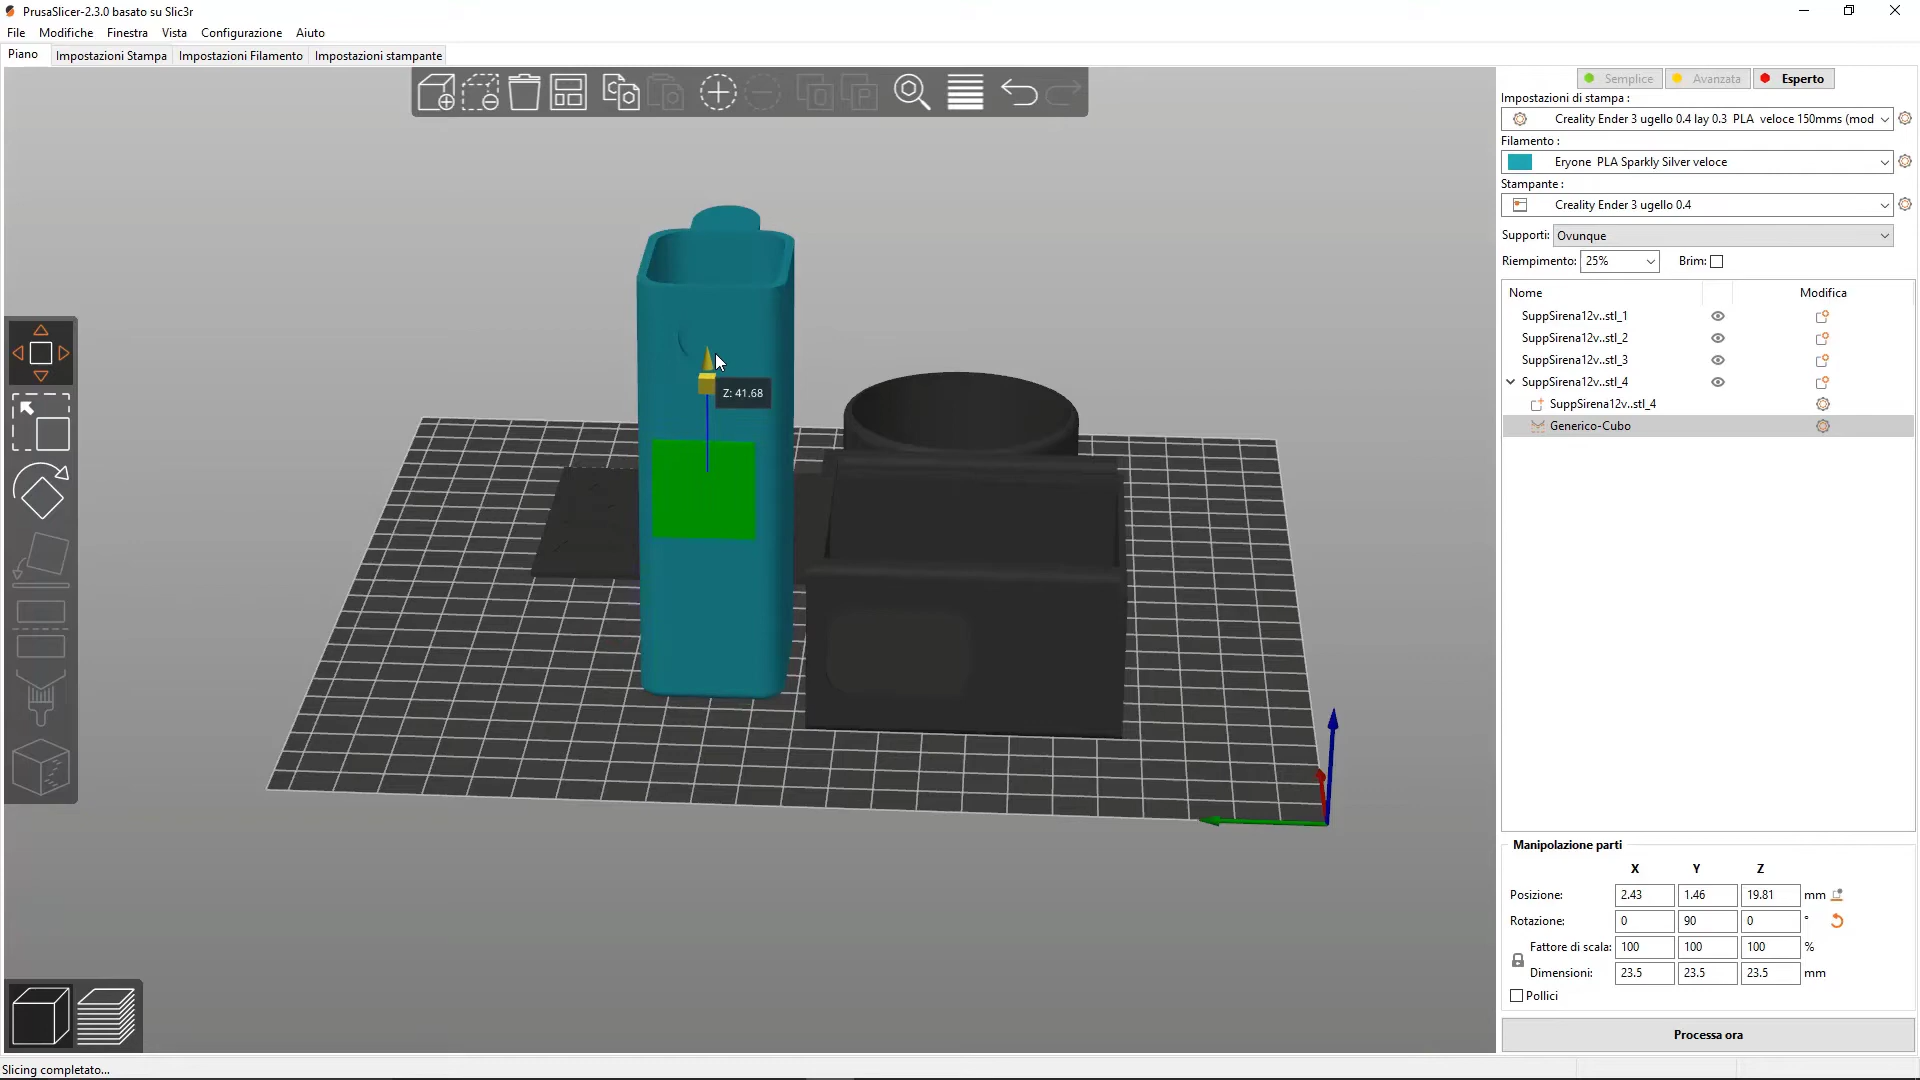 PrusaSlicer-2.3.0 basato su Slic3r
File Modifiche Finestra Vista Configurazione Aiuto
Piano Impostazioni Stampa Impostazioni Filamento Impostazioni stampante
Semplice Avanzata Esperto
Impostazioni di stampa :
Creality Ender 3 ugello 0.4 lay 0.3 PLA veloce 150mms (mod
Filamento :
Eryone PLA Sparkly Silver veloce
Stampante :
Creality Ender 3 ugello 0.4
Supporti: Ovunque
Riempimento: 25% Brim:
Nome Modifica
SuppSirena12v..stl_1
SuppSirena12v..stl_2
SuppSirena12v..stl_3
SuppSirena12v..stl_4
SuppSirena12v..stl_4
Generico-Cubo
Z: 41.68
Manipolazione parti
X Y Z
Posizione: 2.43 1.46 19.81 mm
Rotazione: 0 90 0 °
Fattore di scala: 100 100 100 %
Dimensioni: 23.5 23.5 23.5 mm
Pollici
Processa ora
Slicing completato...